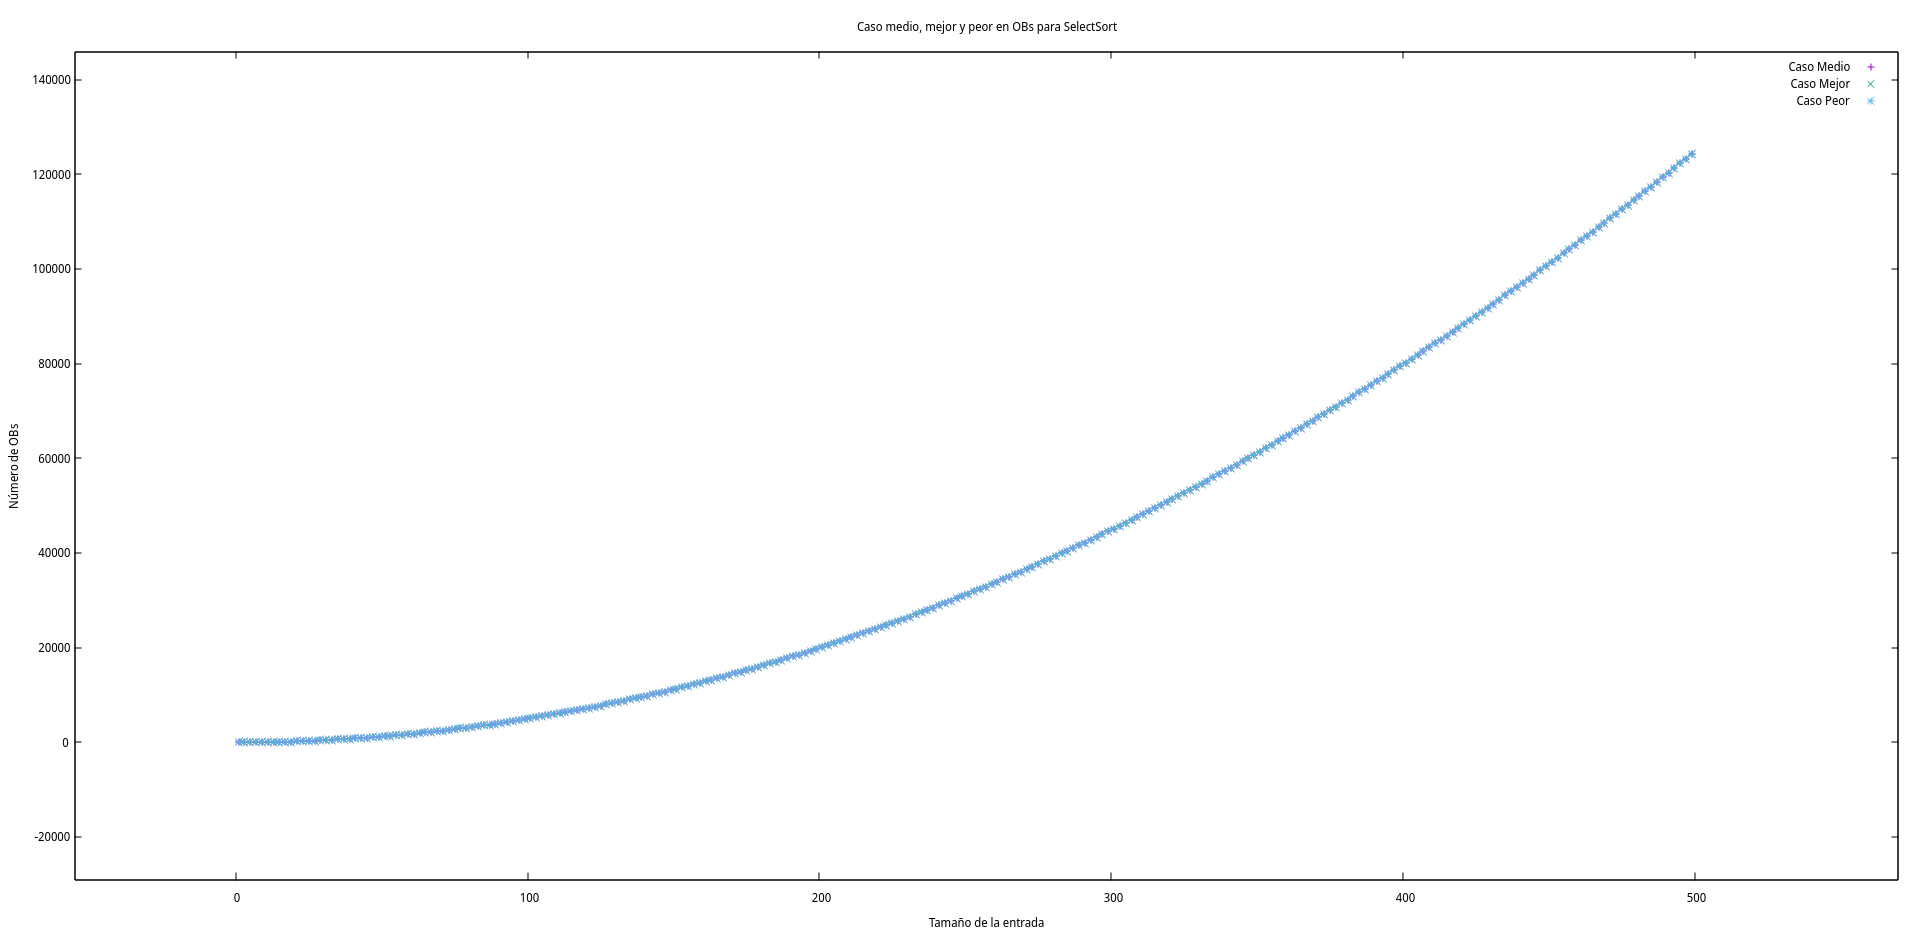 Caso medio, mejor y peor en OBs para SelectSort
140000
120000
100000
80000
60000
40000
20000
0
-20000
Número de OBs
Caso Medio
Caso Mejor
Caso Peor
0 100 200 300 400 500
Tamaño de la entrada